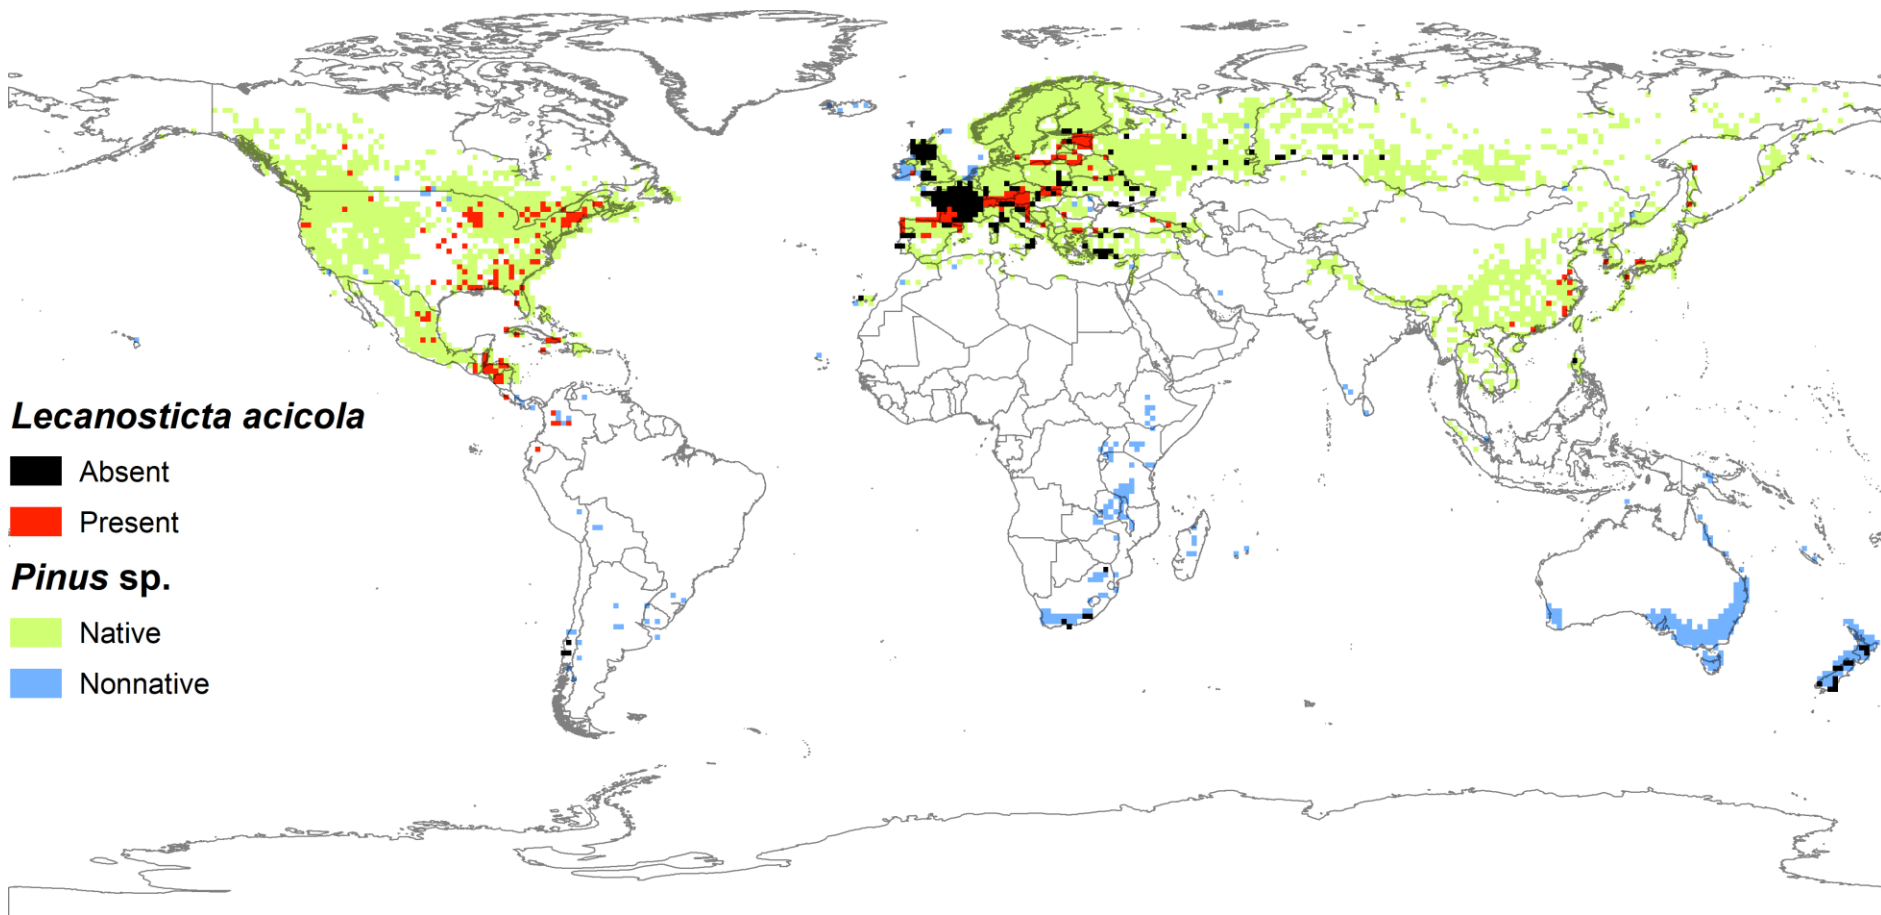 Lecanosticta acicola
Absent
Present
Pinus sp.
Native
Nonnative